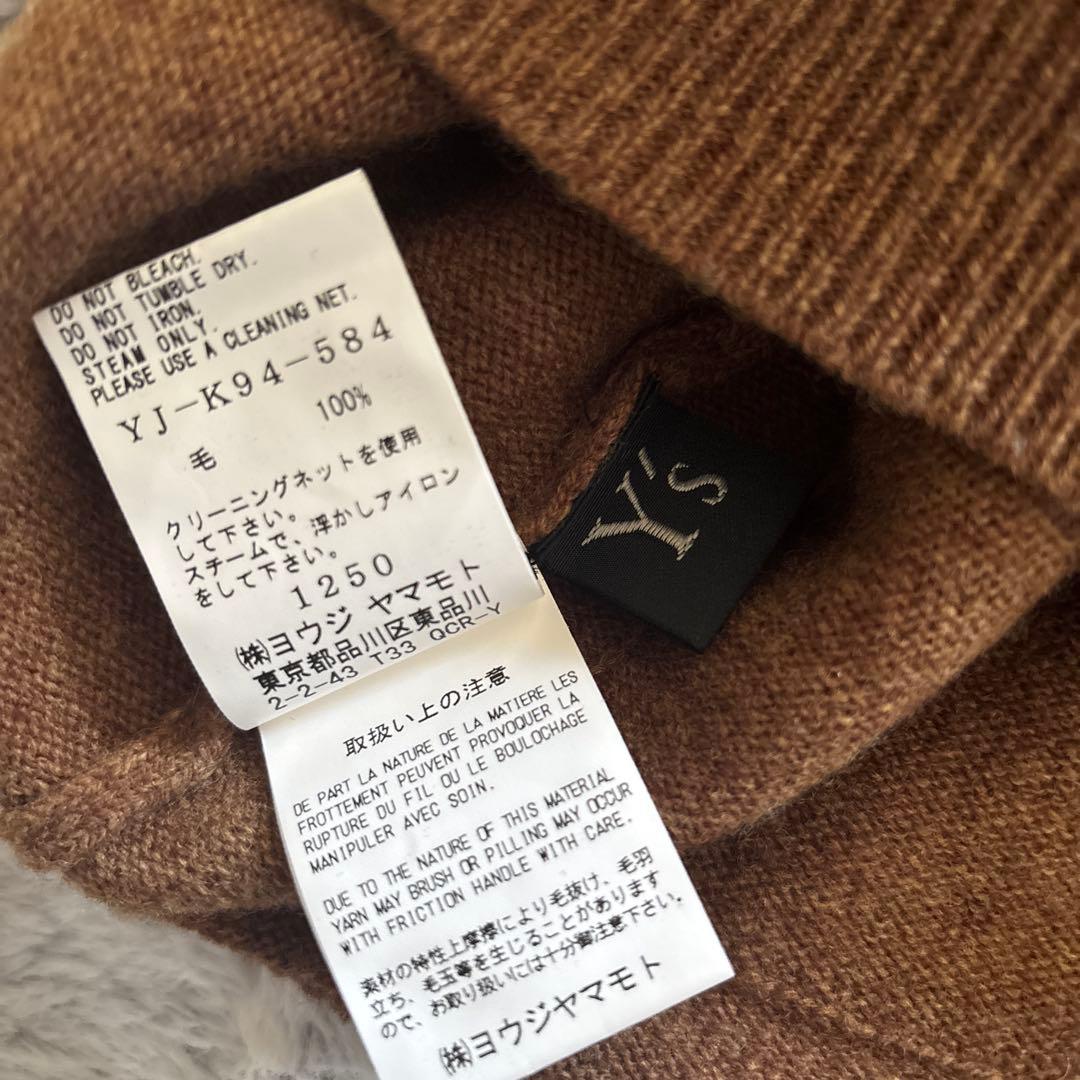 DO NOT BLEACH.
DO NOT TUMBLE DRY.
DO NOT IRON.
STEAM ONLY.
PLEASE USE A CLEANING NET.
YJ-K94-584
毛 100%
クリーニングネットを使用
して下さい。
スチームで、浮かしアイロン
をして下さい。
1250
㈱ヨウジ ヤマモト
東京都品川区東品川
2-2-43 T33 QCR-Y
Y's
取扱い上の注意
DE PART LA NATURE DE LA MATIERE LES
FROTTEMENT PEUVENT PROVOQUER LA
RUPTURE DU FIL OU LE BOULOCHAGE
MANIPULER AVEC SOIN.
DUE TO THE NATURE OF THIS MATERIAL
YARN MAY BRUSH OR PILLING MAY OCCUR
WITH FRICTION HANDLE WITH CARE.
素材の特性上摩擦により毛抜け、毛羽
立ち、毛玉等を生じることがあります
ので、お取り扱いには十分御注意下さい。
㈱ヨウジヤマモト